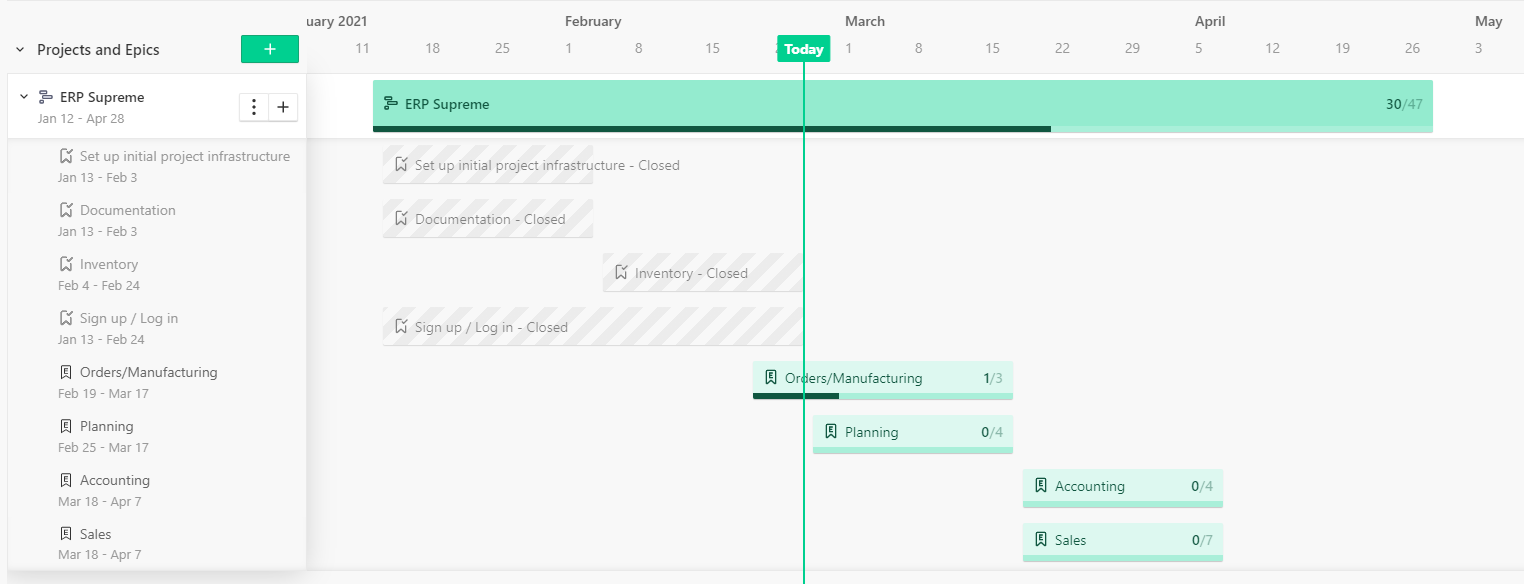 uary 2021 February March April May
Projects and Epics +
11 18 25 1 8 15 Today 1 8 15 22 29 5 12 19 26 3
ERP Supreme
Jan 12 - Apr 28
ERP Supreme 30/47
Set up initial project infrastructure
Jan 13 - Feb 3
Set up initial project infrastructure - Closed
Documentation
Jan 13 - Feb 3
Documentation - Closed
Inventory
Feb 4 - Feb 24
Inventory - Closed
Sign up / Log in
Jan 13 - Feb 24
Sign up / Log in - Closed
Orders/Manufacturing
Feb 19 - Mar 17
Orders/Manufacturing 1/3
Planning
Feb 25 - Mar 17
Planning 0/4
Accounting
Mar 18 - Apr 7
Accounting 0/4
Sales
Mar 18 - Apr 7
Sales 0/7